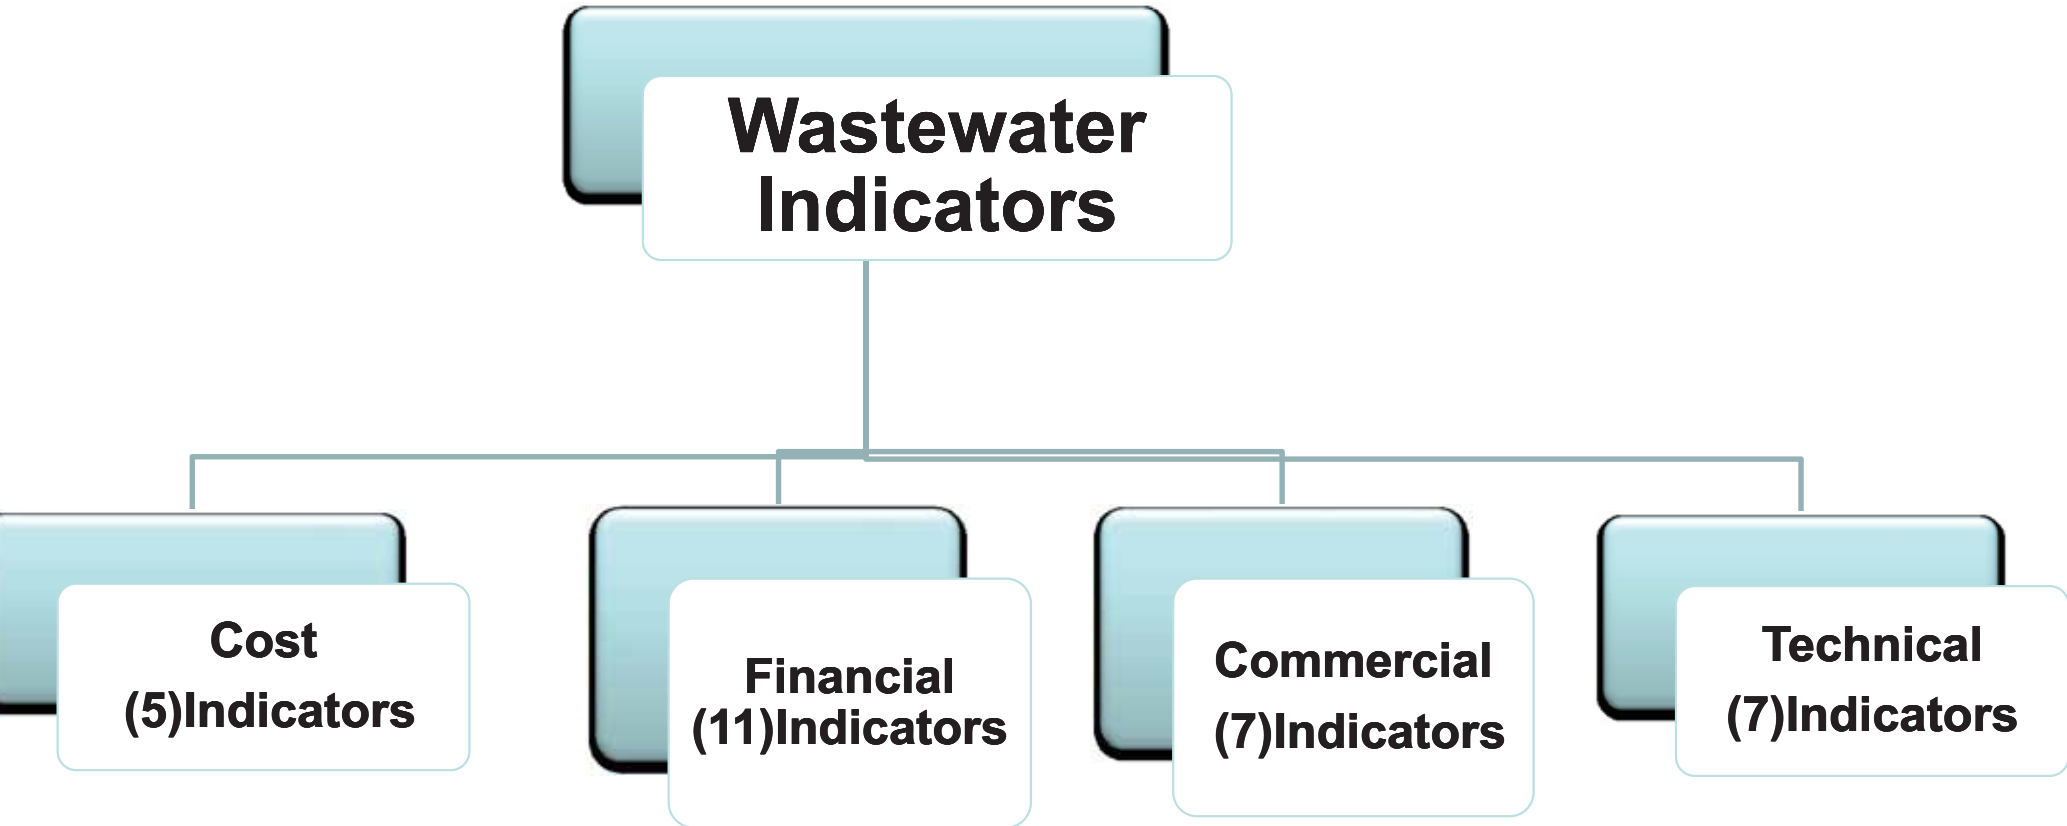 Wastewater
Indicators
Cost
(5)Indicators
Financial
(11)Indicators
Commercial
(7)Indicators
Technical
(7)Indicators